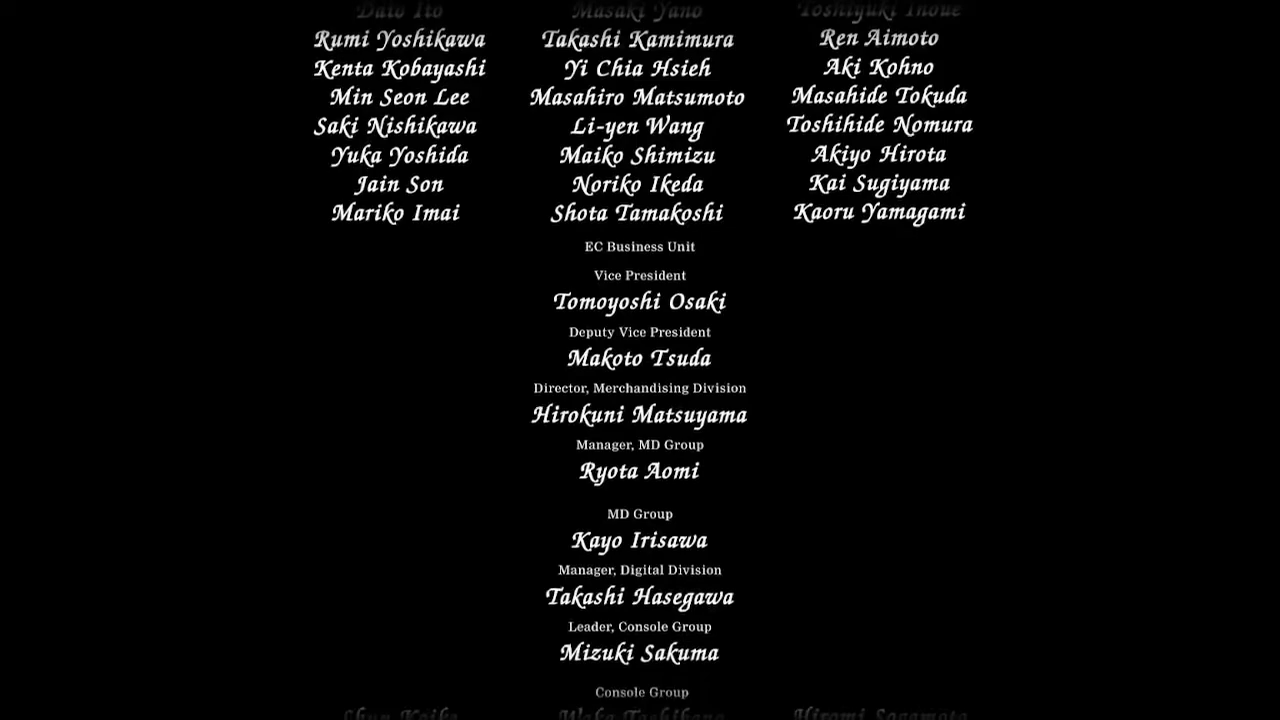 Masaki Yano Toshiyuki Inoue
Rumi Yoshikawa Takashi Kamimura Ren Aimoto
Kenta Kobayashi Yi Chia Hsieh Aki Kohno
Min Seon Lee Masahiro Matsumoto Masahide Tokuda
Saki Nishikawa Li-yen Wang Toshihide Nomura
Yuka Yoshida Maiko Shimizu Akiyo Hirota
Jain Son Noriko Ikeda Kai Sugiyama
Mariko Imai Shota Tamakoshi Kaoru Yamagami
EC Business Unit
Vice President
Tomoyoshi Osaki
Deputy Vice President
Makoto Tsuda
Director, Merchandising Division
Hirokuni Matsuyama
Manager, MD Group
Ryota Aomi
MD Group
Kayo Irisawa
Manager, Digital Division
Takashi Hasegawa
Leader, Console Group
Mizuki Sakuma
Console Group